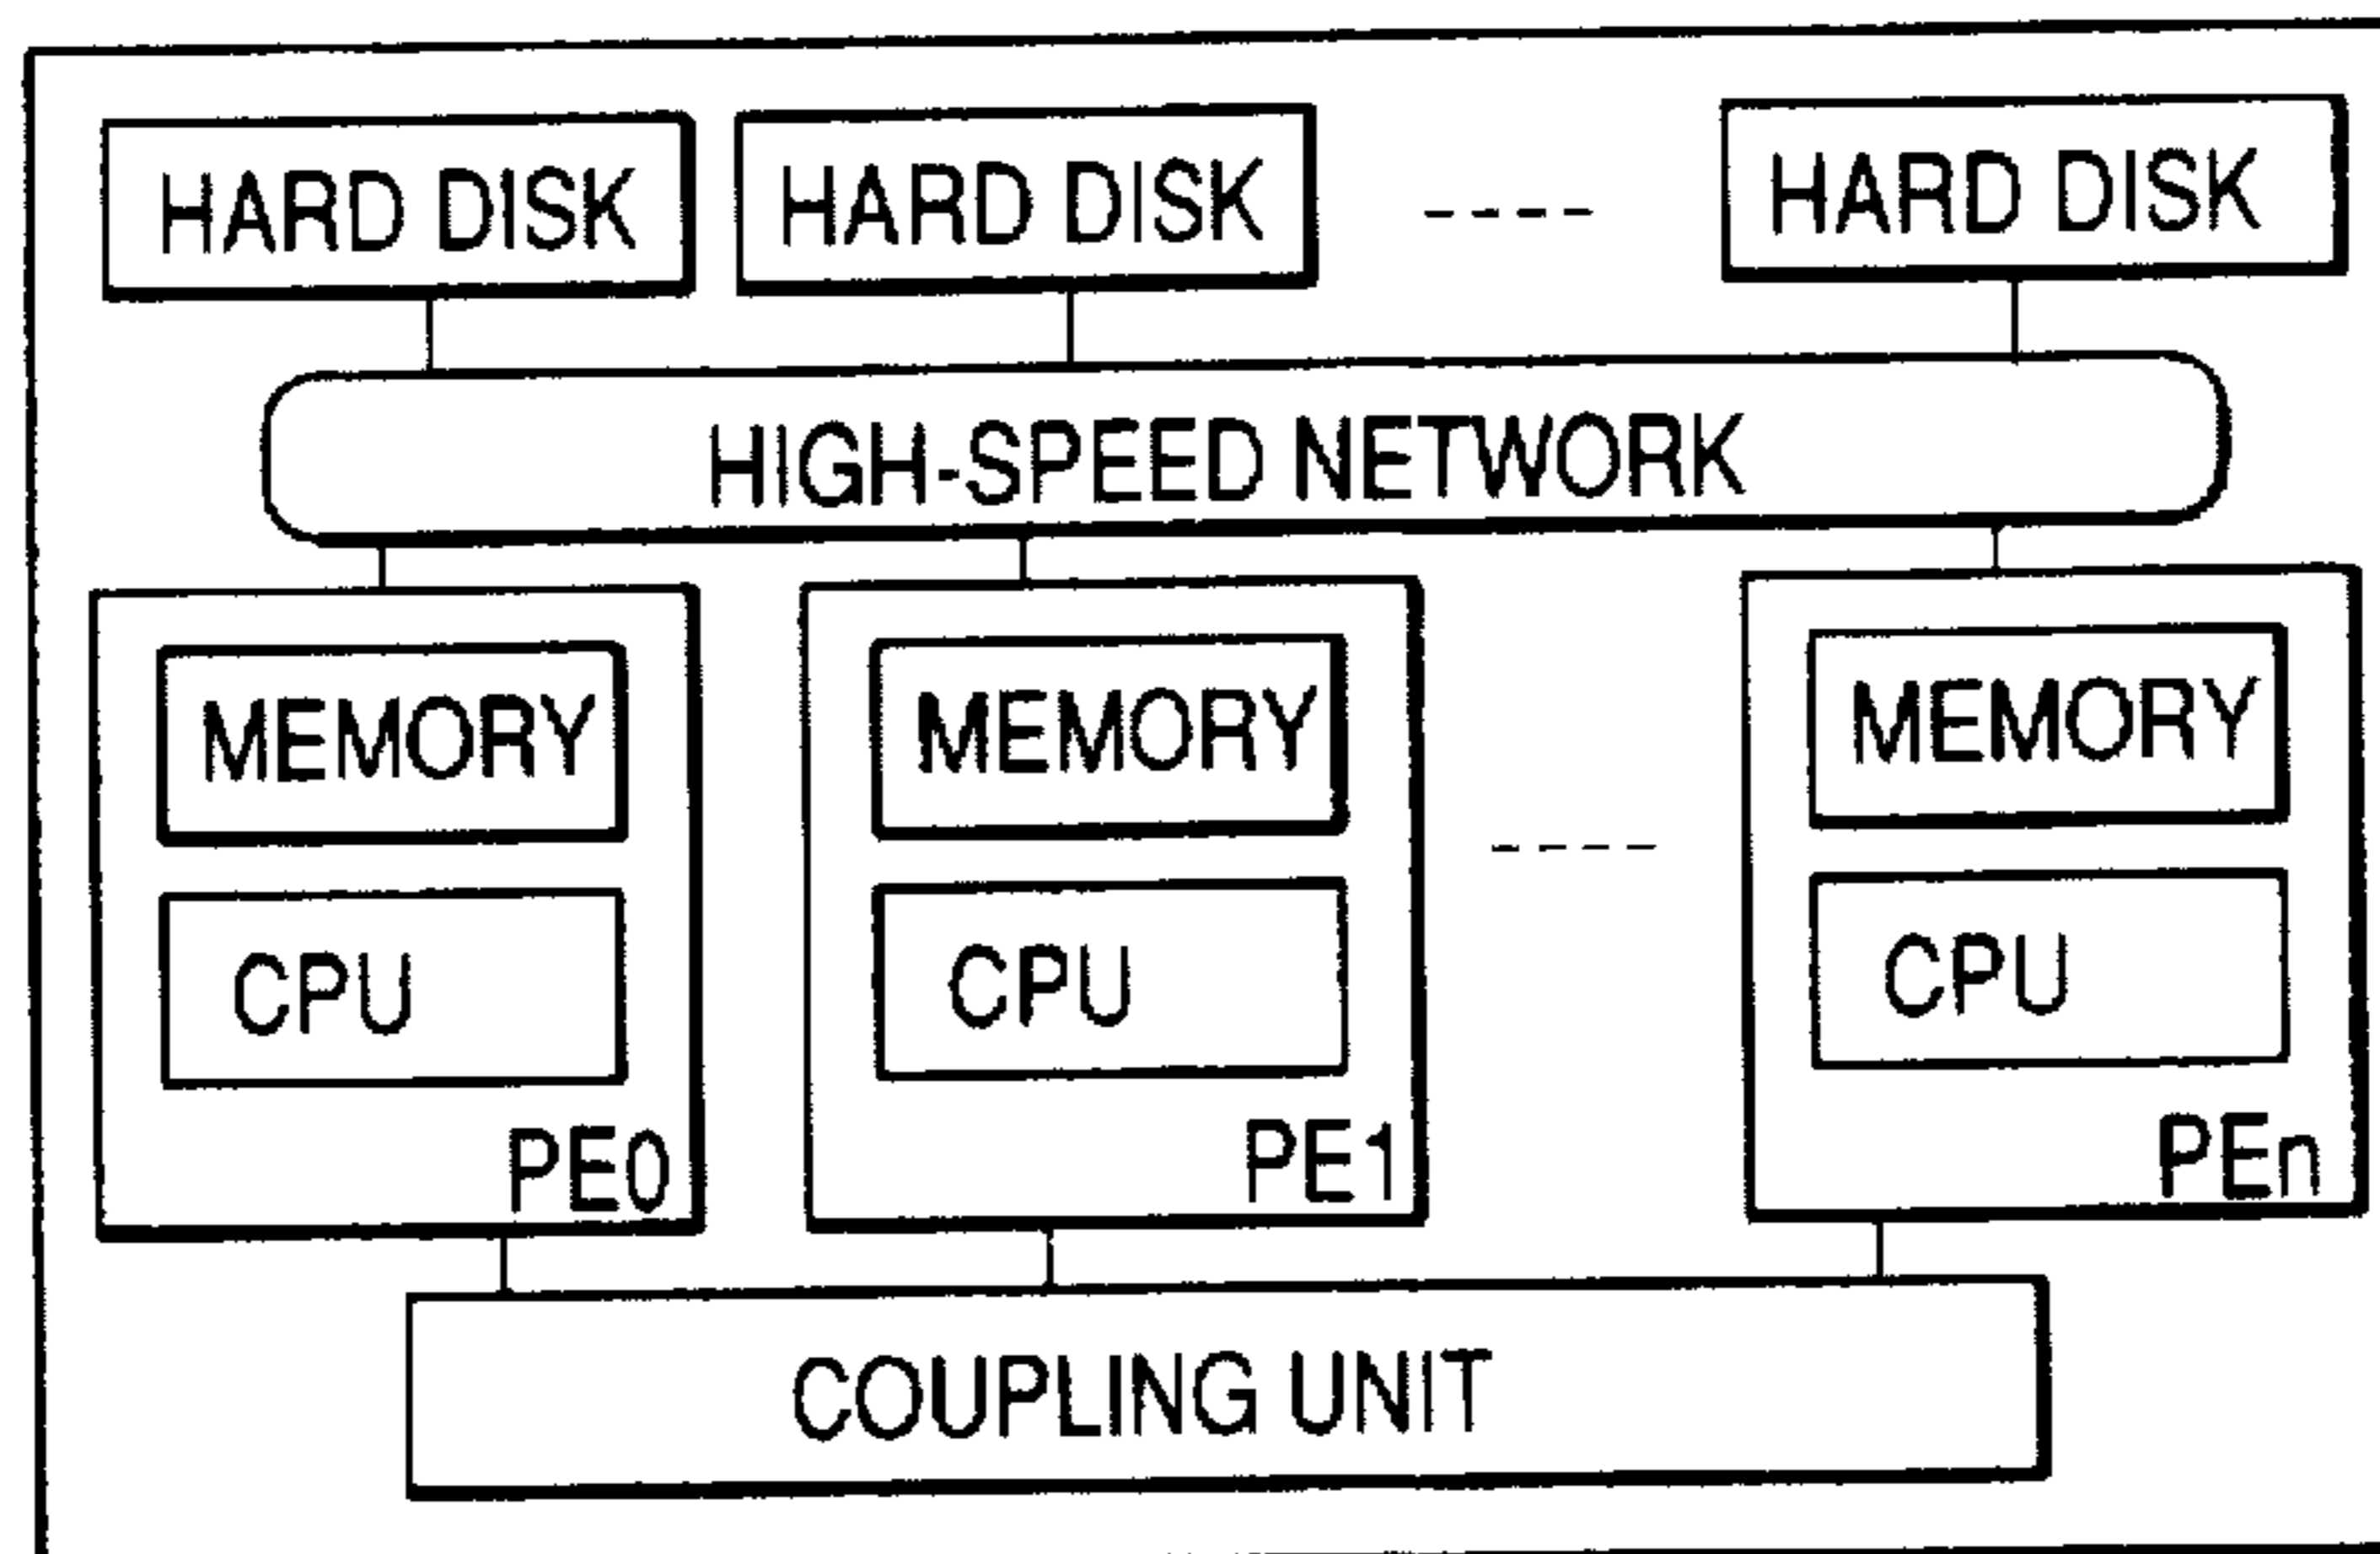 HARD DISK
HARD DISK
HARD DISK
HIGH-SPEED NETWORK
MEMORY
MEMORY
MEMORY
CPU
CPU
CPU
PE0
PE1
PEn
COUPLING UNIT